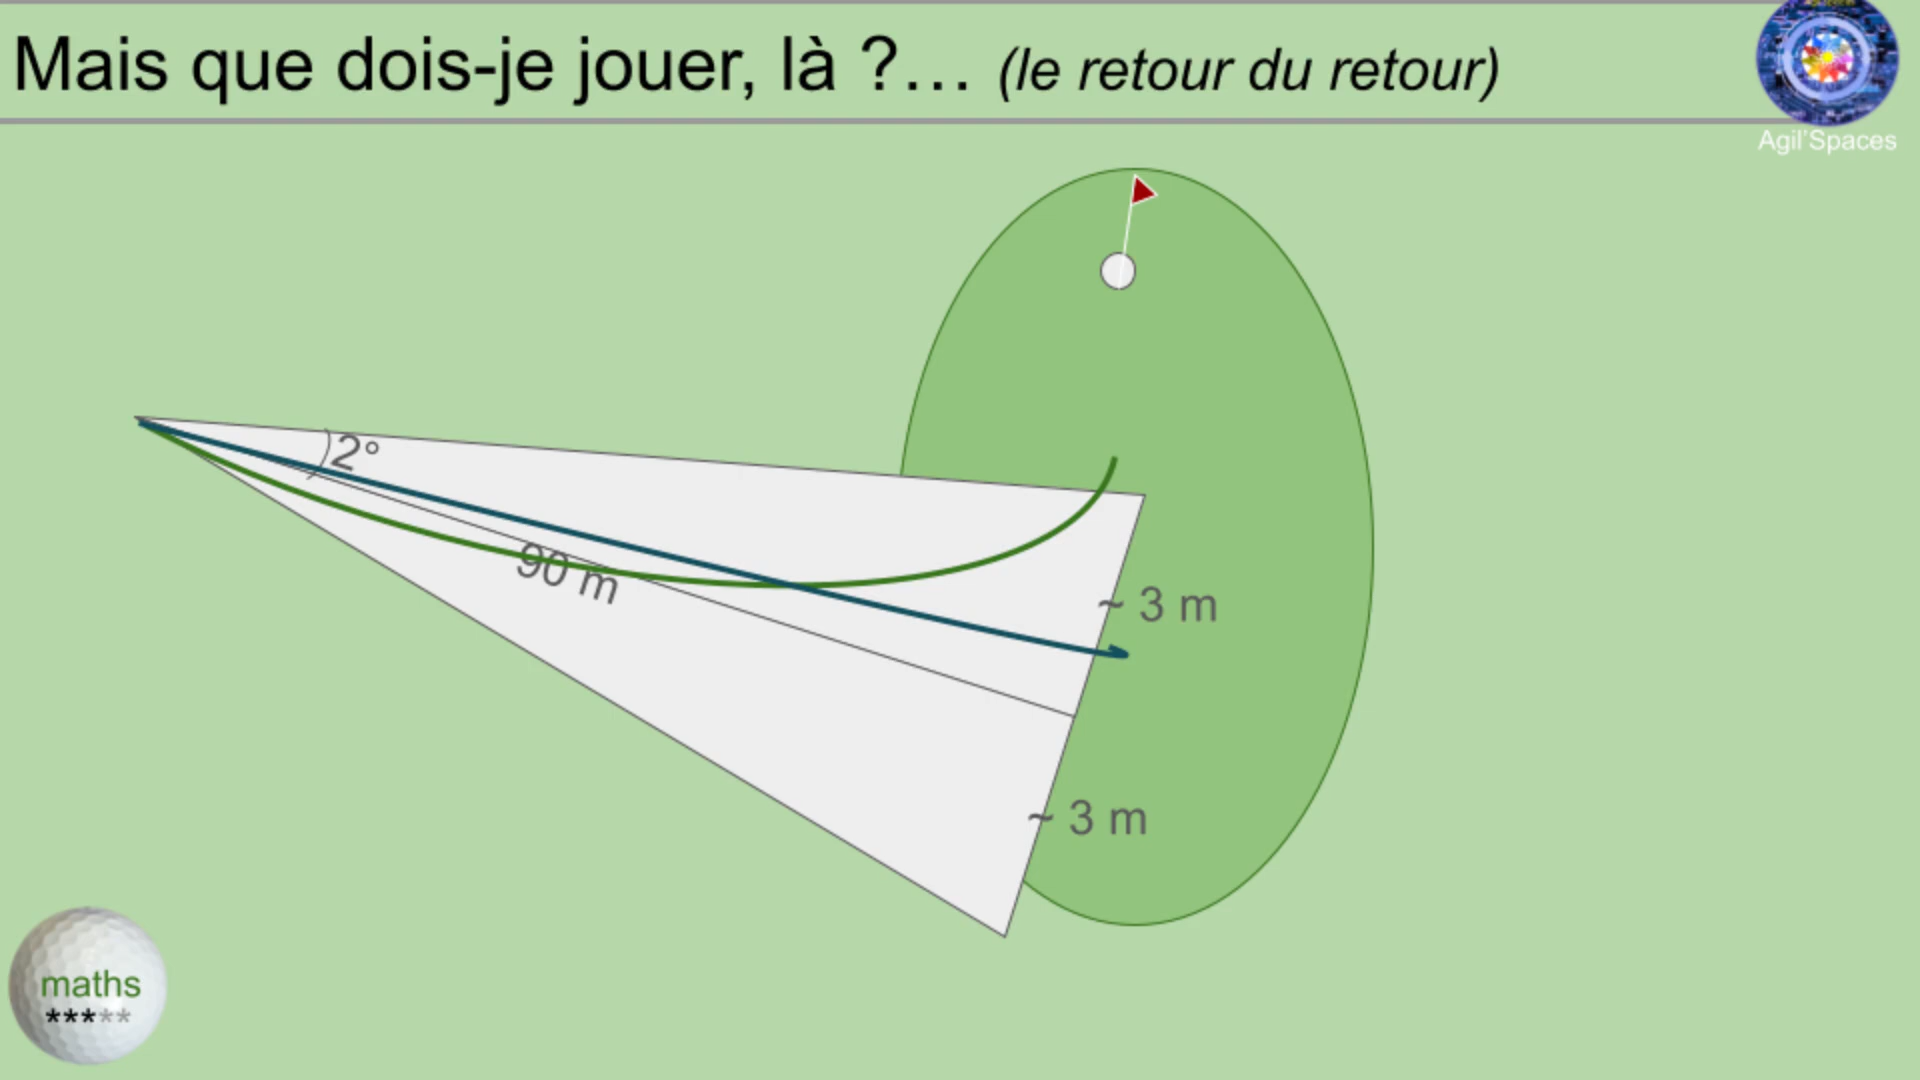 Mais que dois-je jouer, là ?... (le retour du retour)
Agil'Spaces
2°
90 m
~ 3 m
~ 3 m
maths
*****